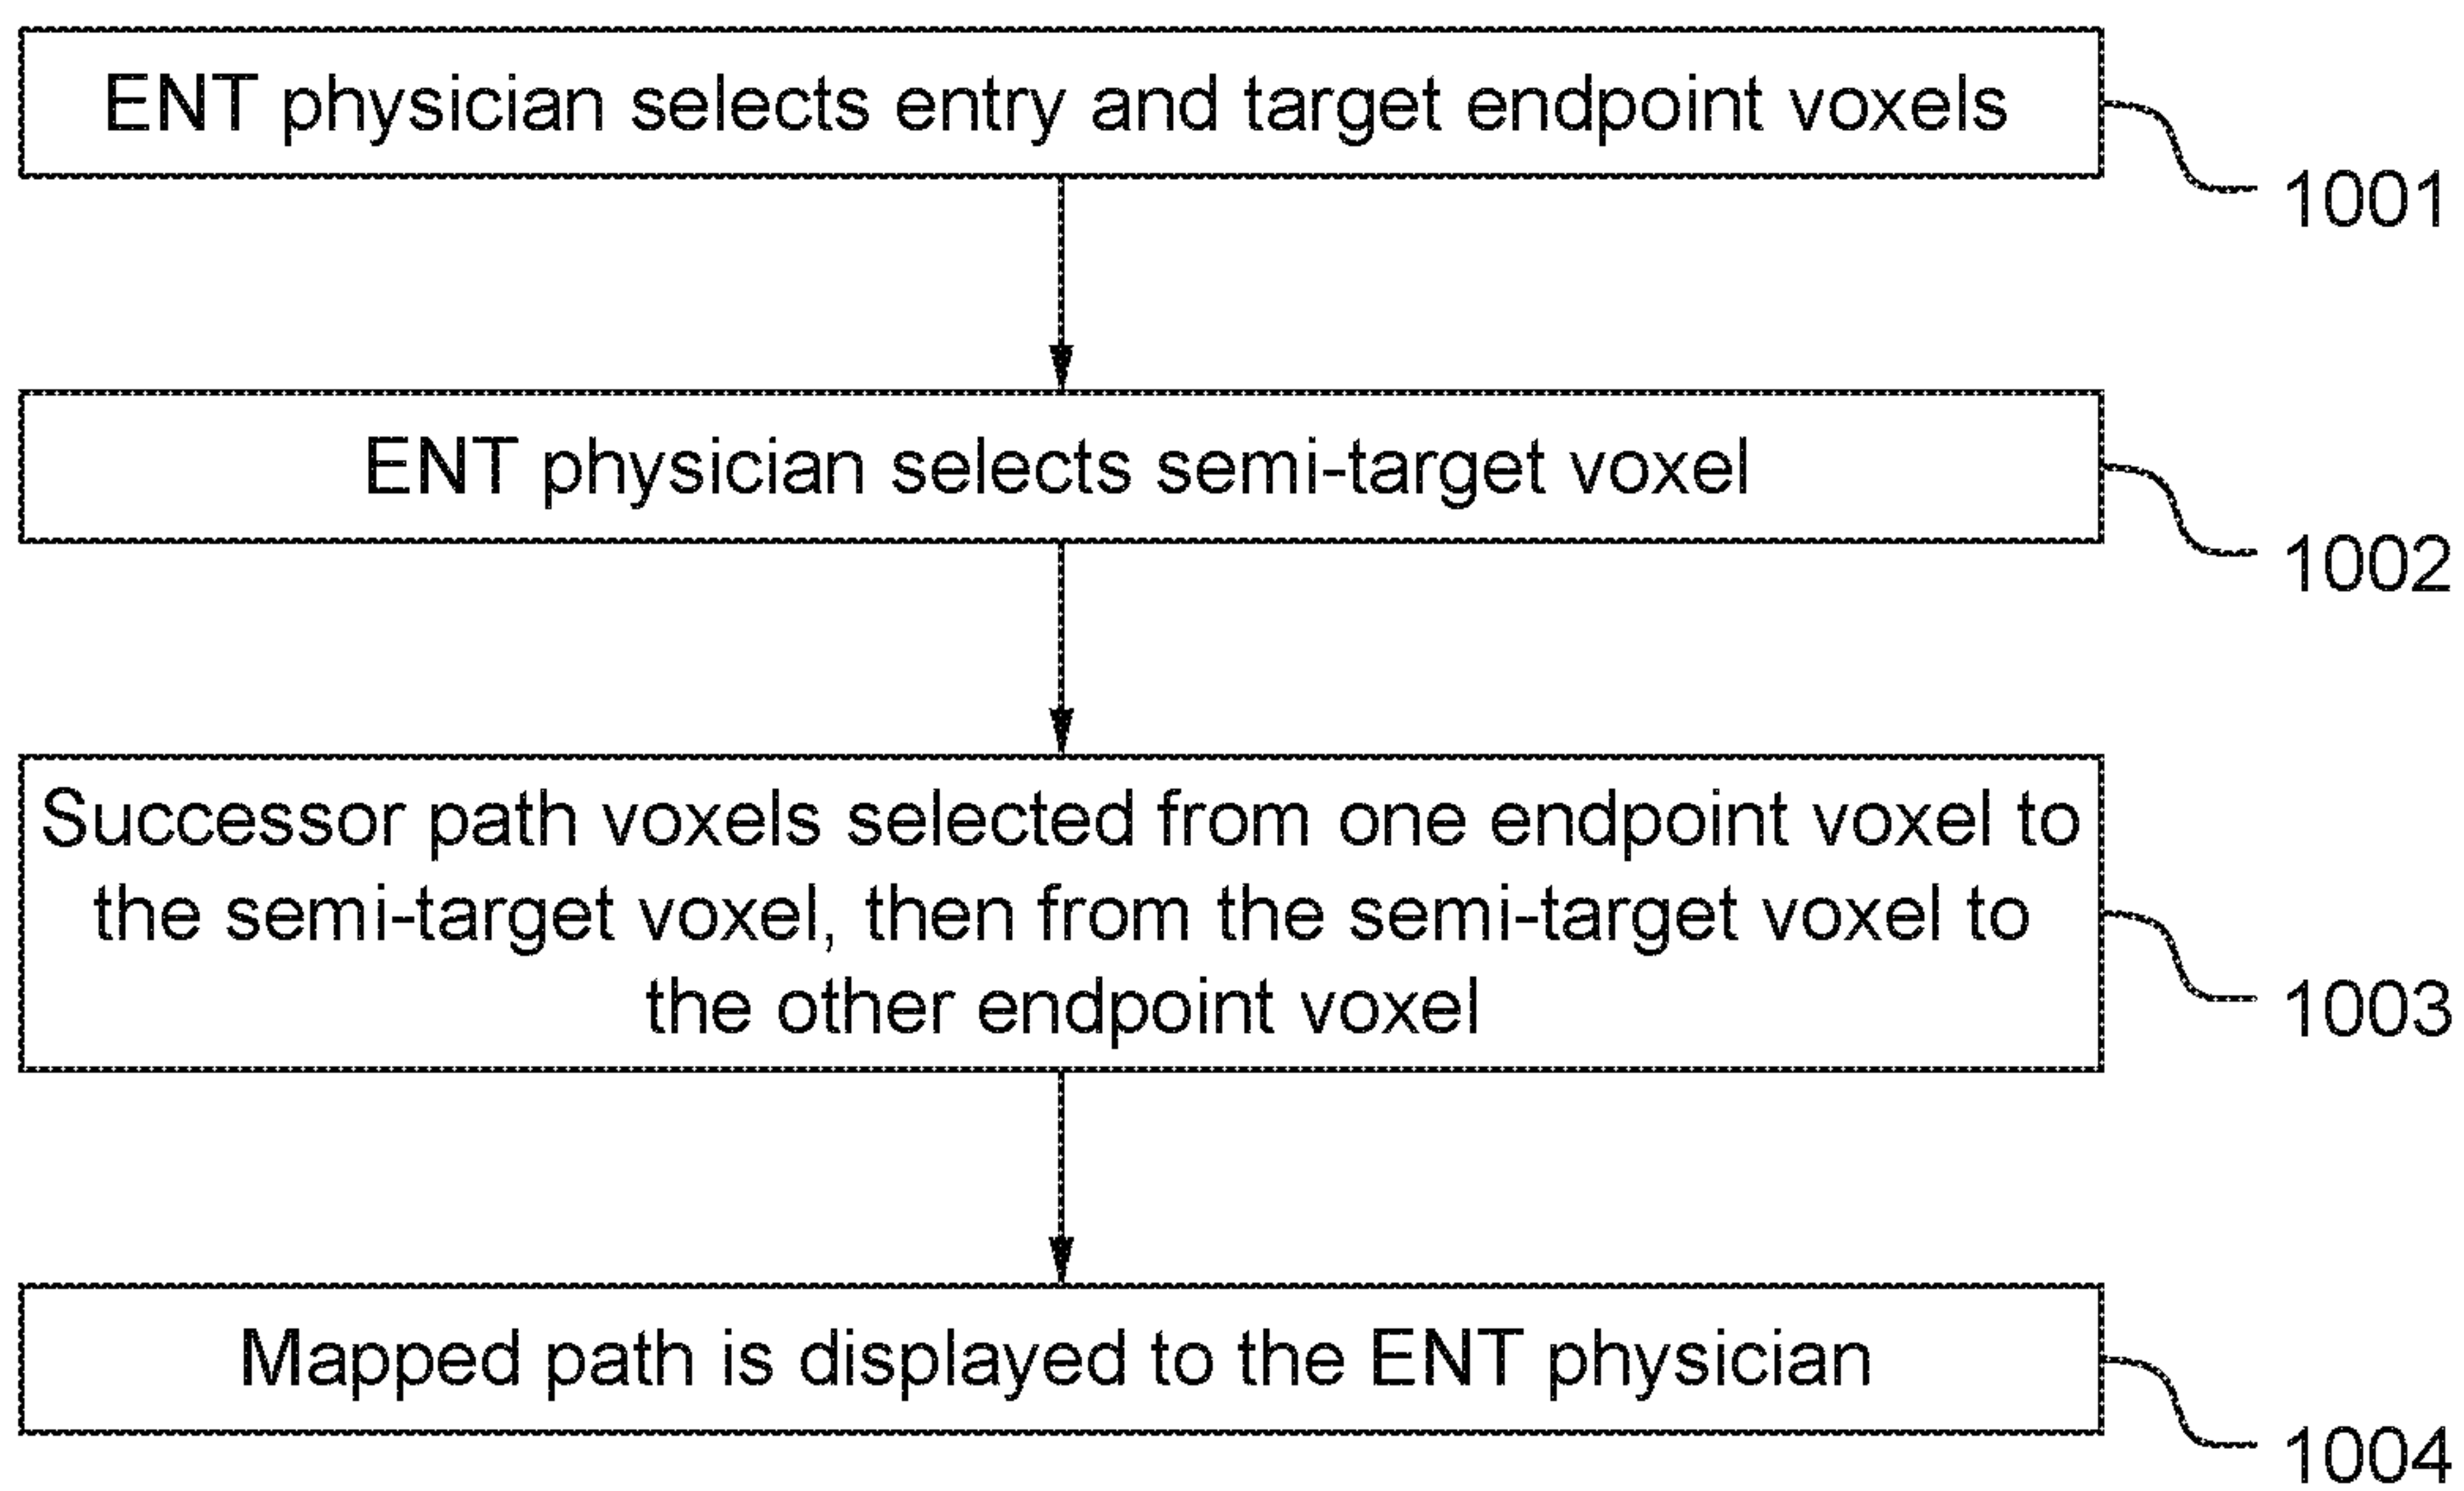 ENT physician selects entry and target endpoint voxels
1001
ENT physician selects semi-target voxel
1002
Successor path voxels selected from one endpoint voxel to
the semi-target voxel, then from the semi-target voxel to
the other endpoint voxel
1003
Mapped path is displayed to the ENT physician
1004